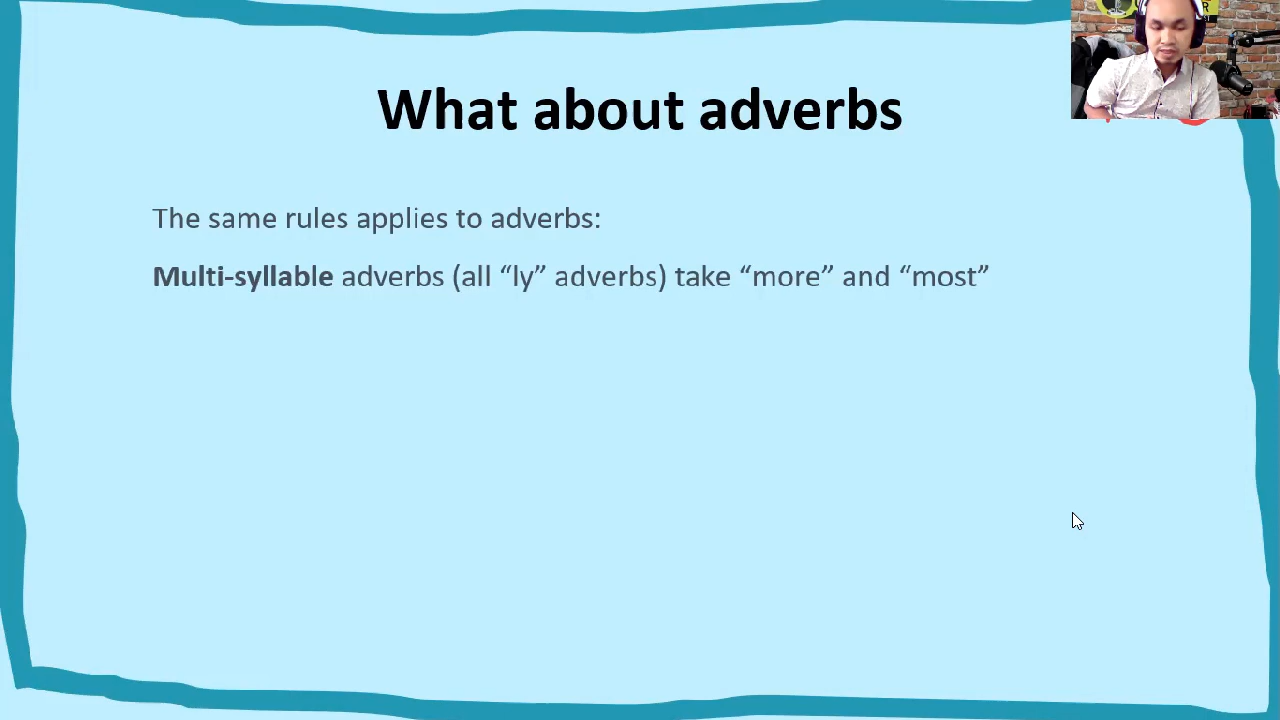 What about adverbs
The same rules applies to adverbs:
Multi-syllable adverbs (all “ly” adverbs) take “more” and “most”